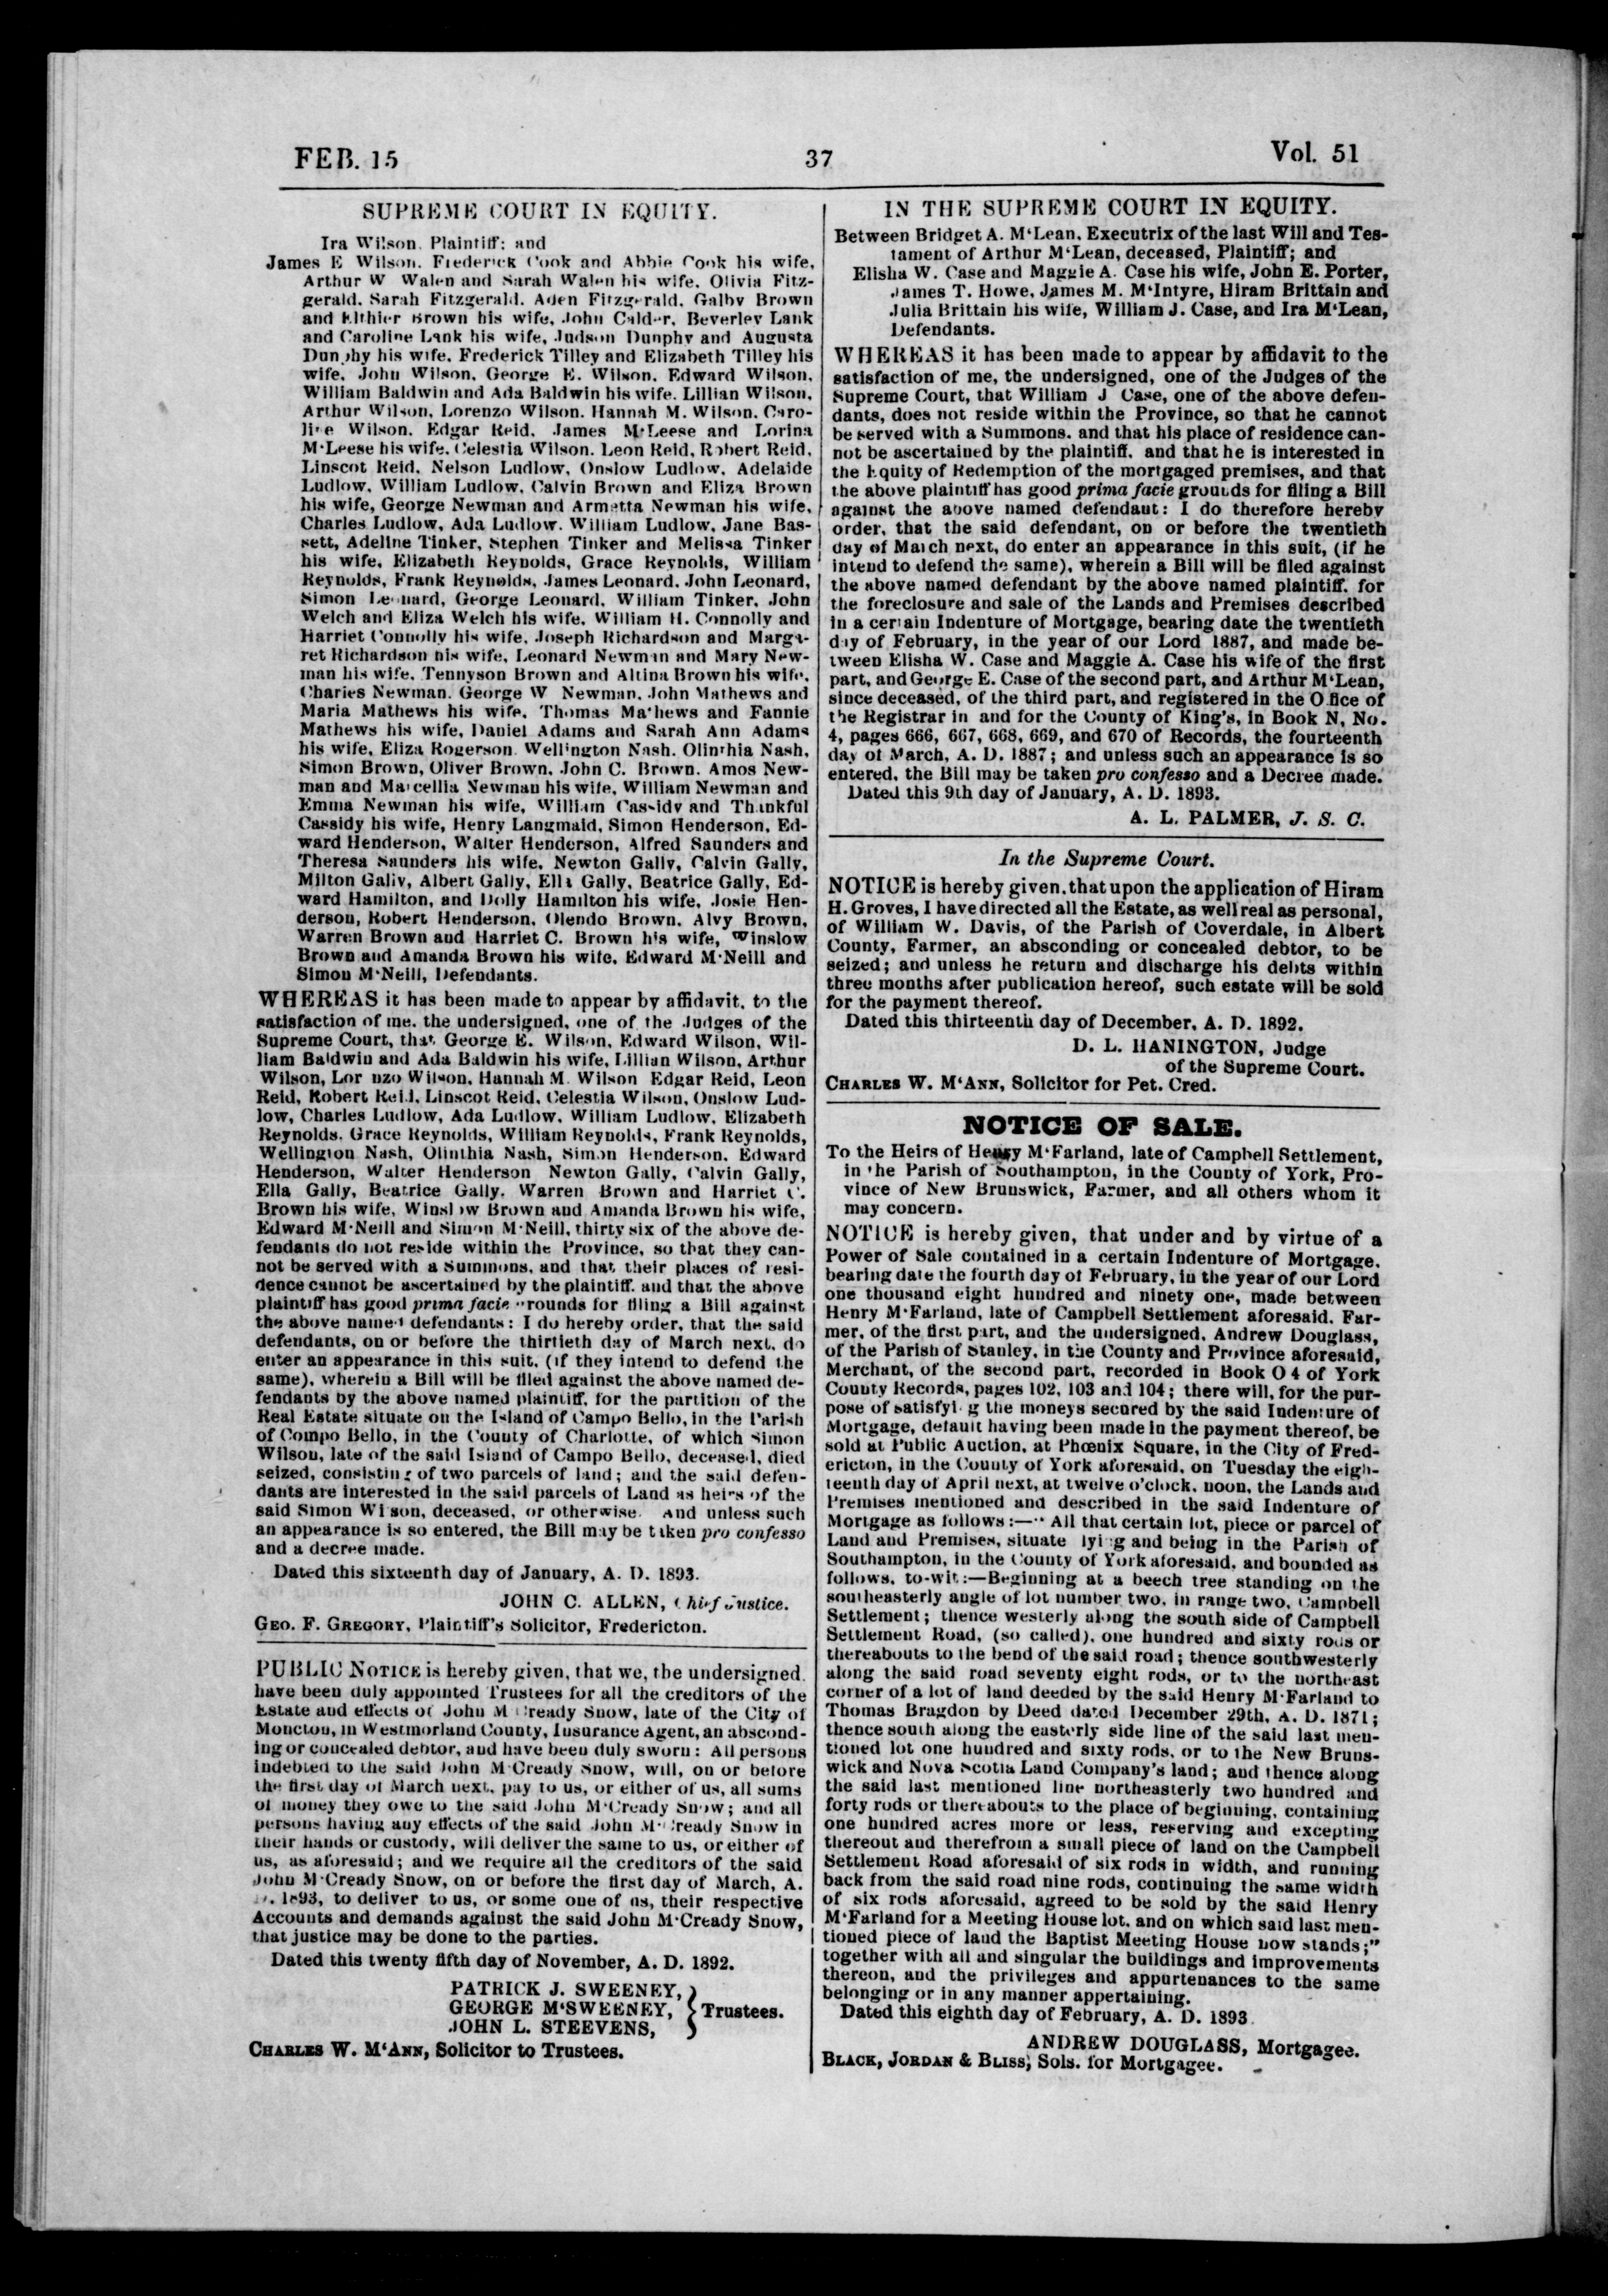 FEB. 15
37
Vol. 51
SUPREME COURT IN EQUITY.
Ira Wilson, Plaintiff; and
James E Wilson, Frederick Cook and Abbie Cook his wife,
Arthur W Walen and Sarah Walen his wife, Olivia Fitz-
gerald, Sarah Fitzgerald, Aden Fitzgerald, Galby Brown
and Elthier Brown his wife, John Calder, Beverley Lank
and Caroline Lank his wife, Judson Dunphy and Augusta
Dunphy his wife, Frederick Tilley and Elizabeth Tilley his
wife, John Wilson, George E. Wilson, Edward Wilson,
William Baldwin and Ada Baldwin his wife, Lillian Wilson,
Arthur Wilson, Lorenzo Wilson, Hannah M. Wilson, Caro-
line Wilson, Edgar Reid, James M'Leese and Lorina
M'Leese his wife, Celestia Wilson, Leon Reid, Robert Reid,
Linscot Reid, Nelson Ludlow, Onslow Ludlow, Adelaide
Ludlow, William Ludlow, Calvin Brown and Eliza Brown
his wife, George Newman and Armetta Newman his wife,
Charles Ludlow, Ada Ludlow, William Ludlow, Jane Bas-
sett, Adeline Tinker, Stephen Tinker and Melissa Tinker
his wife, Elizabeth Reynolds, Grace Reynolds, William
Reynolds, Frank Reynolds, James Leonard, John Leonard,
Simon Leonard, George Leonard, William Tinker, John
Welch and Eliza Welch his wife, William H. Connolly and
Harriet Connolly his wife, Joseph Richardson and Marga-
ret Richardson his wife, Leonard Newman and Mary New-
man his wife, Tennyson Brown and Altina Brown his wife,
Charles Newman, George W Newman, John Mathews and
Maria Mathews his wife, Thomas Mathews and Fannie
Mathews his wife, Daniel Adams and Sarah Ann Adams
his wife, Eliza Rogerson, Wellington Nash, Olinthia Nash,
Simon Brown, Oliver Brown, John C. Brown, Amos New-
man and Marcellia Newman his wife, William Newman and
Emma Newman his wife, William Cassidy and Thankful
Cassidy his wife, Henry Langmaid, Simon Henderson, Ed-
ward Henderson, Walter Henderson, Alfred Saunders and
Theresa Saunders his wife, Newton Gally, Calvin Gally,
Milton Gally, Albert Gally, Ella Gally, Beatrice Gally, Ed-
ward Hamilton, and Dolly Hamilton his wife, Josie Hen-
derson, Robert Henderson, Olendo Brown, Alvy Brown,
Warren Brown and Harriet C. Brown his wife, Winslow
Brown and Amanda Brown his wife, Edward M'Neill and
Simon M'Neill, Defendants.
WHEREAS it has been made to appear by affidavit, to the
satisfaction of me, the undersigned, one of the Judges of the
Supreme Court, that George E. Wilson, Edward Wilson, Wil-
liam Baldwin and Ada Baldwin his wife, Lillian Wilson, Arthur
Wilson, Lorenzo Wilson, Hannah M. Wilson Edgar Reid, Leon
Reid, Robert Reid, Linscot Reid, Celestia Wilson, Onslow Lud-
low, Charles Ludlow, Ada Ludlow, William Ludlow, Elizabeth
Reynolds, Grace Reynolds, William Reynolds, Frank Reynolds,
Wellington Nash, Olinthia Nash, Simon Henderson, Edward
Henderson, Walter Henderson Newton Gally, Calvin Gally,
Ella Gally, Beatrice Gally, Warren Brown and Harriet C.
Brown his wife, Winslow Brown and Amanda Brown his wife,
Edward M'Neill and Simon M'Neill, thirty six of the above de-
fendants do not reside within the Province, so that they can-
not be served with a Summons, and that their places of resi-
dence cannot be ascertained by the plaintiff, and that the above
plaintiff has good prima facie grounds for filing a Bill against
the above named defendants: I do hereby order, that the said
defendants, on or before the thirtieth day of March next, do
enter an appearance in this suit, (if they intend to defend the
same), wherein a Bill will be filed against the above named de-
fendants by the above named plaintiff, for the partition of the
Real Estate situate on the Island of Campo Bello, in the Parish
of Compo Bello, in the County of Charlotte, of which Simon
Wilson, late of the said Island of Campo Bello, deceased, died
seized, consisting of two parcels of land; and the said defen-
dants are interested in the said parcels of Land as heirs of the
said Simon Wilson, deceased, or otherwise. And unless such
an appearance is so entered, the Bill may be taken pro confesso
and a decree made.
Dated this sixteenth day of January, A. D. 1893.
JOHN C. ALLEN, Chief Justice.
GEO. F. GREGORY, Plaintiff's Solicitor, Fredericton.
PUBLIC NOTICE is hereby given, that we, the undersigned,
have been duly appointed Trustees for all the creditors of the
Estate and effects of John M'Cready Snow, late of the City of
Moncton, in Westmorland County, Insurance Agent, an abscond-
ing or concealed debtor, and have been duly sworn: All persons
indebted to the said John M'Cready Snow, will, on or before
the first day of March next, pay to us, or either of us, all sums
of money they owe to the said John M'Cready Snow; and all
persons having any effects of the said John M'Cready Snow in
their hands or custody, will deliver the same to us, or either of
us, as aforesaid; and we require all the creditors of the said
John M'Cready Snow, on or before the first day of March, A.
D. 1893, to deliver to us, or some one of us, their respective
Accounts and demands against the said John M'Cready Snow,
that justice may be done to the parties.
Dated this twenty fifth day of November, A. D. 1892.
PATRICK J. SWEENEY,
GEORGE M'SWEENEY, } Trustees.
JOHN L. STEEVENS,
CHARLES W. M'ANN, Solicitor to Trustees.
IN THE SUPREME COURT IN EQUITY.
Between Bridget A. M'Lean, Executrix of the last Will and Tes-
tament of Arthur M'Lean, deceased, Plaintiff; and
Elisha W. Case and Maggie A. Case his wife, John E. Porter,
James T. Howe, James M. M'Intyre, Hiram Brittain and
Julia Brittain his wife, William J. Case, and Ira M'Lean,
Defendants.
WHEREAS it has been made to appear by affidavit to the
satisfaction of me, the undersigned, one of the Judges of the
Supreme Court, that William J Case, one of the above defen-
dants, does not reside within the Province, so that he cannot
be served with a Summons, and that his place of residence can-
not be ascertained by the plaintiff, and that he is interested in
the Equity of Redemption of the mortgaged premises, and that
the above plaintiff has good prima facie grounds for filing a Bill
against the above named defendant: I do therefore hereby
order, that the said defendant, on or before the twentieth
day of March next, do enter an appearance in this suit, (if he
intend to defend the same), wherein a Bill will be filed against
the above named defendant by the above named plaintiff, for
the foreclosure and sale of the Lands and Premises described
in a certain Indenture of Mortgage, bearing date the twentieth
day of February, in the year of our Lord 1887, and made be-
tween Elisha W. Case and Maggie A. Case his wife of the first
part, and George E. Case of the second part, and Arthur M'Lean,
since deceased, of the third part, and registered in the Office of
the Registrar in and for the County of King's, in Book N, No.
4, pages 666, 667, 668, 669, and 670 of Records, the fourteenth
day of March, A. D. 1887; and unless such an appearance is so
entered, the Bill may be taken pro confesso and a Decree made.
Dated this 9th day of January, A. D. 1893.
A. L. PALMER, J. S. C.
In the Supreme Court.
NOTICE is hereby given, that upon the application of Hiram
H. Groves, I have directed all the Estate, as well real as personal,
of William W. Davis, of the Parish of Coverdale, in Albert
County, Farmer, an absconding or concealed debtor, to be
seized; and unless he return and discharge his debts within
three months after publication hereof, such estate will be sold
for the payment thereof.
Dated this thirteenth day of December, A. D. 1892.
D. L. HANINGTON, Judge
of the Supreme Court.
CHARLES W. M'ANN, Solicitor for Pet. Cred.
NOTICE OF SALE.
To the Heirs of Henry M'Farland, late of Campbell Settlement,
in the Parish of Southampton, in the County of York, Pro-
vince of New Brunswick, Farmer, and all others whom it
may concern.
NOTICE is hereby given, that under and by virtue of a
Power of Sale contained in a certain Indenture of Mortgage,
bearing date the fourth day of February, in the year of our Lord
one thousand eight hundred and ninety one, made between
Henry M'Farland, late of Campbell Settlement aforesaid, Far-
mer, of the first part, and the undersigned, Andrew Douglass,
of the Parish of Stanley, in the County and Province aforesaid,
Merchant, of the second part, recorded in Book O 4 of York
County Records, pages 102, 103 and 104; there will, for the pur-
pose of satisfying the moneys secured by the said Indenture of
Mortgage, default having been made in the payment thereof, be
sold at Public Auction, at Phœnix Square, in the City of Fred-
ericton, in the County of York aforesaid, on Tuesday the eigh-
teenth day of April next, at twelve o'clock, noon, the Lands and
Premises mentioned and described in the said Indenture of
Mortgage as follows:—"All that certain lot, piece or parcel of
Land and Premises, situate lying and being in the Parish of
Southampton, in the County of York aforesaid, and bounded as
follows, to-wit:—Beginning at a beech tree standing on the
southeasterly angle of lot number two, in range two, Campbell
Settlement; thence westerly along the south side of Campbell
Settlement Road, (so called), one hundred and sixty rods or
thereabouts to the bend of the said road; thence southwesterly
along the said road seventy eight rods, or to the northeast
corner of a lot of land deeded by the said Henry M'Farland to
Thomas Bragdon by Deed dated December 29th, A. D. 1871;
thence south along the easterly side line of the said last men-
tioned lot one hundred and sixty rods, or to the New Bruns-
wick and Nova Scotia Land Company's land; and thence along
the said last mentioned line northeasterly two hundred and
forty rods or thereabouts to the place of beginning, containing
one hundred acres more or less, reserving and excepting
thereout and therefrom a small piece of land on the Campbell
Settlement Road aforesaid of six rods in width, and running
back from the said road nine rods, continuing the same width
of six rods aforesaid, agreed to be sold by the said Henry
M'Farland for a Meeting House lot, and on which said last men-
tioned piece of land the Baptist Meeting House now stands;"
together with all and singular the buildings and improvements
thereon, and the privileges and appurtenances to the same
belonging or in any manner appertaining.
Dated this eighth day of February, A. D. 1893.
ANDREW DOUGLASS, Mortgagee.
BLACK, JORDAN & BLISS, Sols. for Mortgagee.